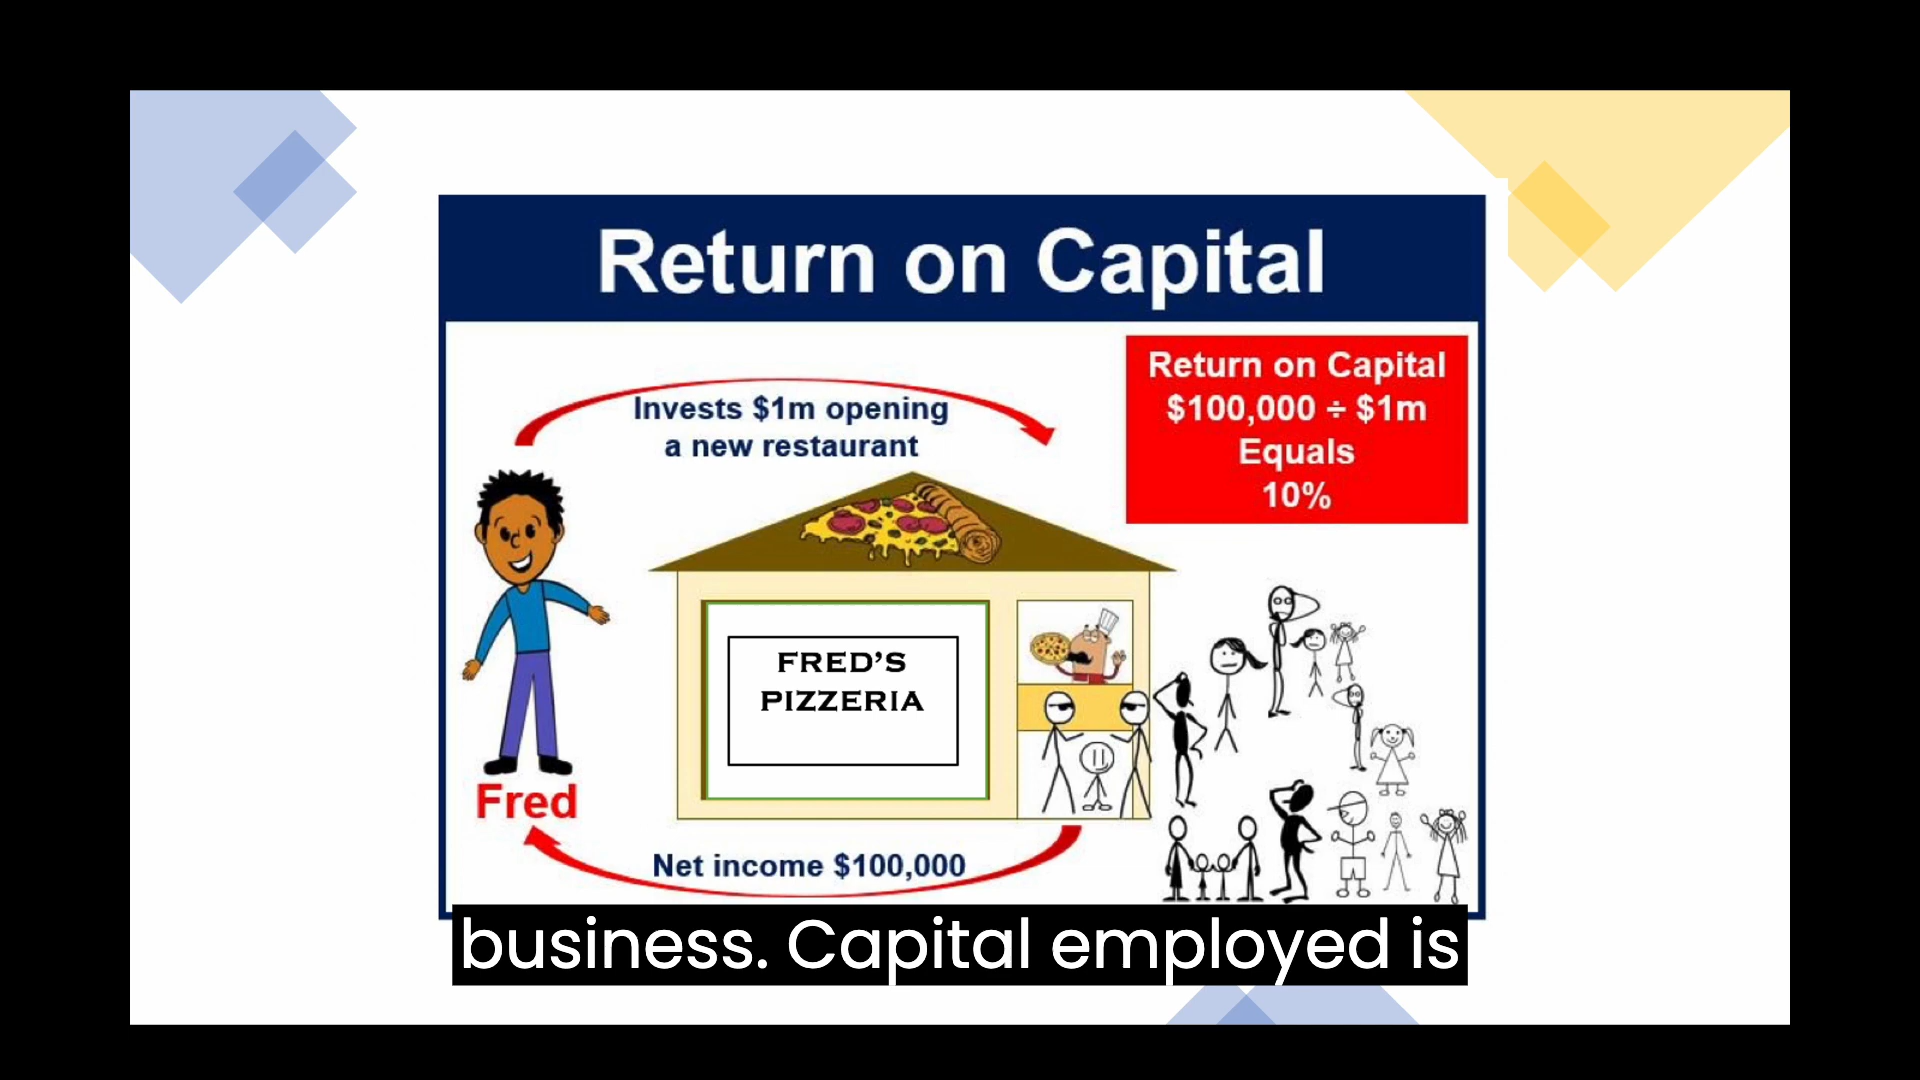 Return on Capital
Invests $1m opening
a new restaurant
Return on Capital
$100,000 ÷ $1m
Equals
10%
FRED’S
PIZZERIA
Fred
Net income $100,000
business. Capital employed is